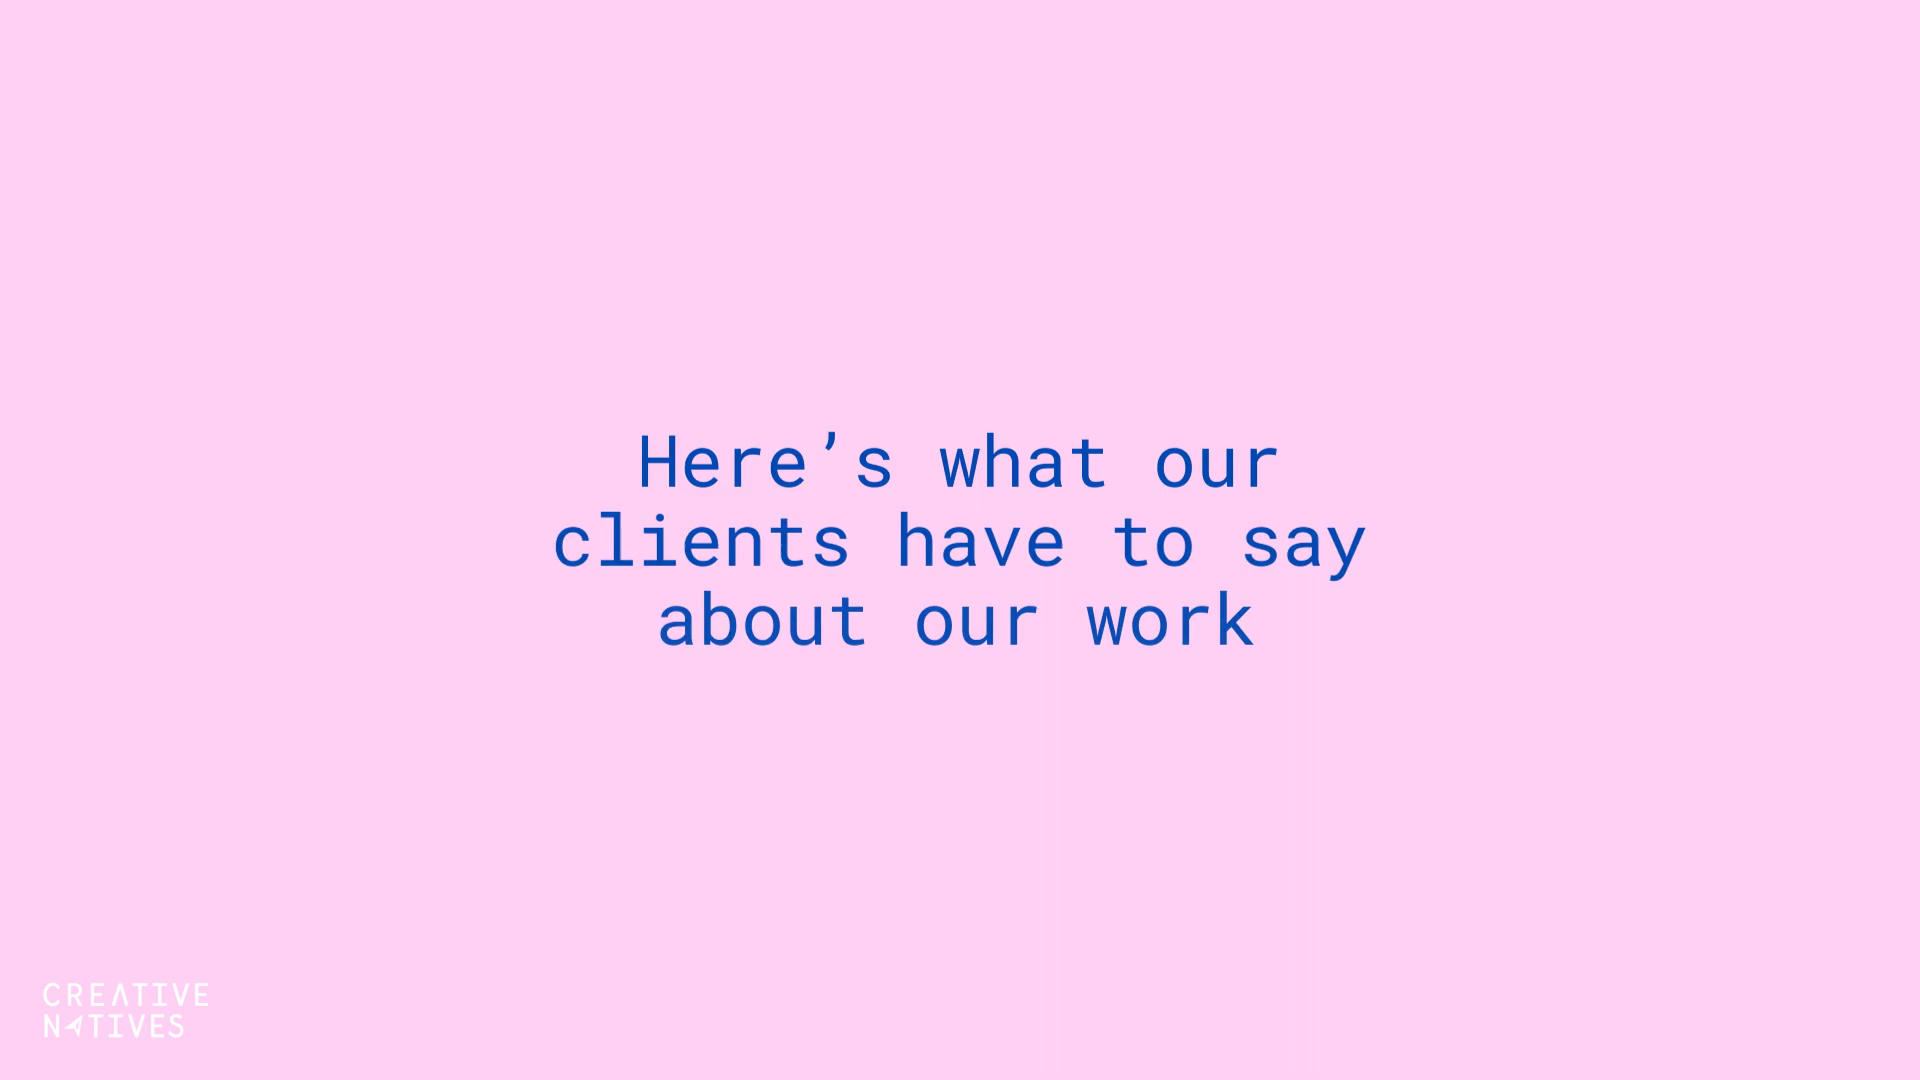 Here’s what our
clients have to say
about our work
CREATIVE
NATIVES